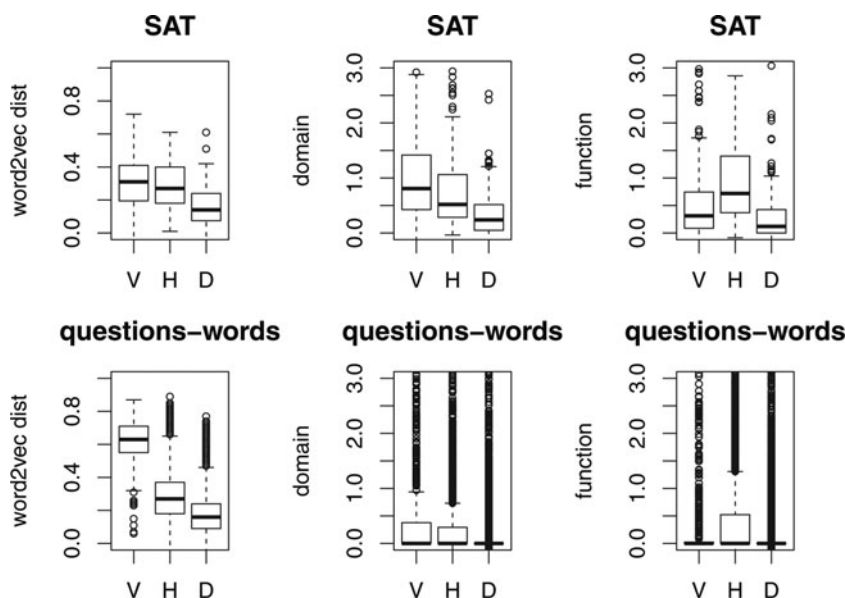 SAT
word2vec dist
0.0 0.4 0.8
V H D
SAT
domain
0.0 1.0 2.0 3.0
V H D
SAT
function
0.0 1.0 2.0 3.0
V H D
questions–words
word2vec dist
0.0 0.4 0.8
V H D
questions–words
domain
0.0 1.0 2.0 3.0
V H D
questions–words
function
0.0 1.0 2.0 3.0
V H D